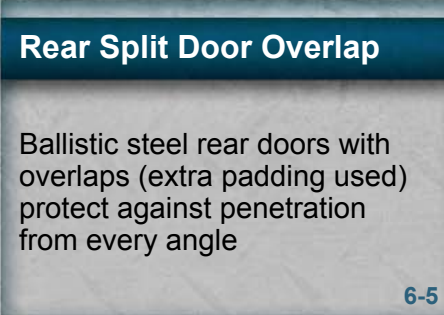 Rear Split Door Overlap
Ballistic steel rear doors with
overlaps (extra padding used)
protect against penetration
from every angle
6-5